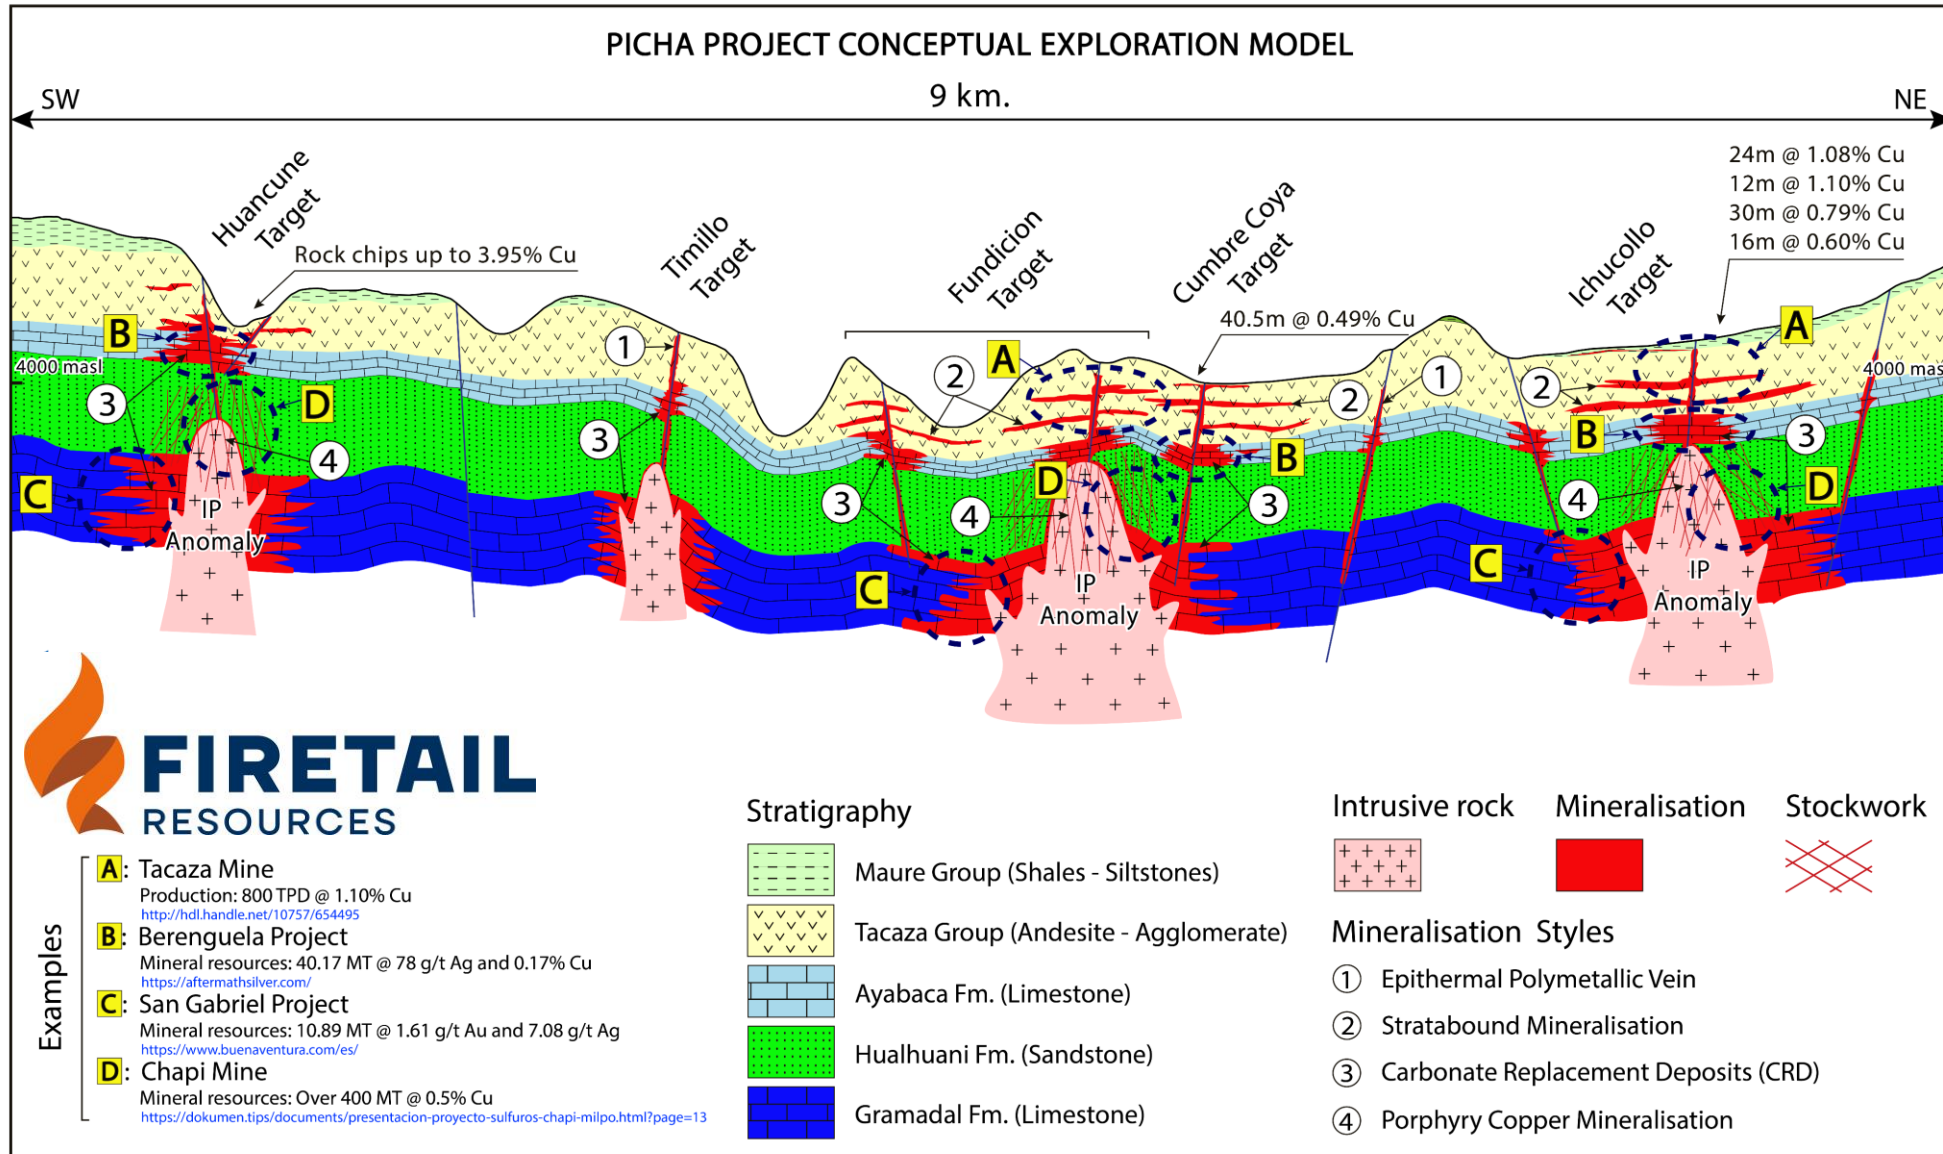 PICHA PROJECT CONCEPTUAL EXPLORATION MODEL
SW
9 km.
NE
24m @ 1.08% Cu
12m @ 1.10% Cu
30m @ 0.79% Cu
16m @ 0.60% Cu
Huancune
Target
Rock chips up to 3.95% Cu
Timillo
Target
Fundicion
Target
Cumbre Coya
Target
40.5m @ 0.49% Cu
Ichucollo
Target
A
B
1
A
2
2
1
2
4000 masl
4000 masl
3
D
3
B
B
3
4
C
3
D
4
3
4
D
IP
Anomaly
C
IP
Anomaly
C
IP
Anomaly
FIRETAIL
RESOURCES
Examples
A: Tacaza Mine
Production: 800 TPD @ 1.10% Cu
http://hdl.handle.net/10757/654495
B: Berenguela Project
Mineral resources: 40.17 MT @ 78 g/t Ag and 0.17% Cu
https://aftermathsilver.com/
C: San Gabriel Project
Mineral resources: 10.89 MT @ 1.61 g/t Au and 7.08 g/t Ag
https://www.buenaventura.com/es/
D: Chapi Mine
Mineral resources: Over 400 MT @ 0.5% Cu
https://dokumen.tips/documents/presentacion-proyecto-sulfuros-chapi-milpo.html?page=13
Stratigraphy
Maure Group (Shales - Siltstones)
Tacaza Group (Andesite - Agglomerate)
Ayabaca Fm. (Limestone)
Hualhuani Fm. (Sandstone)
Gramadal Fm. (Limestone)
Intrusive rock
Mineralisation
Stockwork
Mineralisation Styles
1 Epithermal Polymetallic Vein
2 Stratabound Mineralisation
3 Carbonate Replacement Deposits (CRD)
4 Porphyry Copper Mineralisation